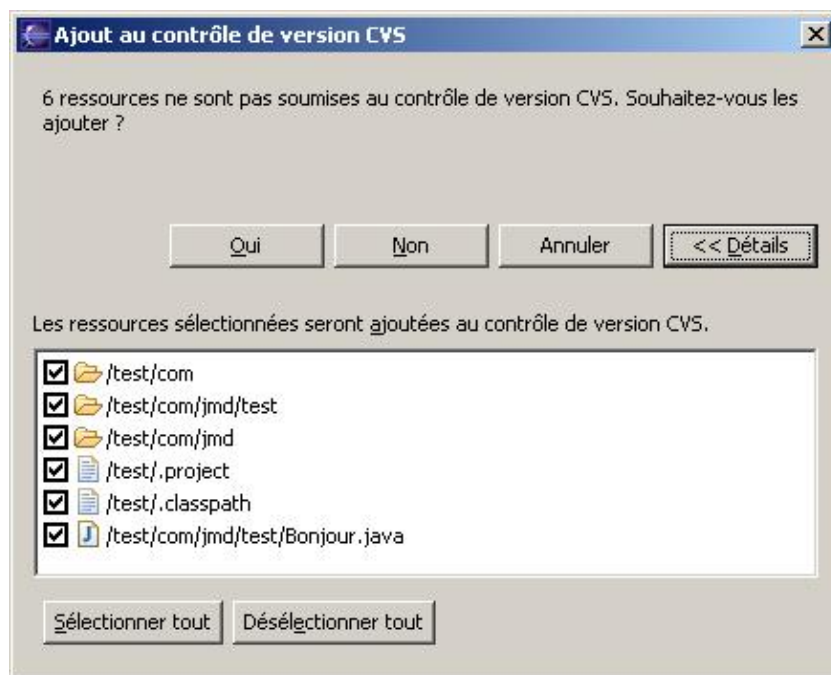 Ajout au contrôle de version CVS
6 ressources ne sont pas soumises au contrôle de version CVS. Souhaitez-vous les
ajouter ?
Oui Non Annuler << Détails
Les ressources sélectionnées seront ajoutées au contrôle de version CVS.
/test/com
/test/com/jmd/test
/test/com/jmd
/test/.project
/test/.classpath
/test/com/jmd/test/Bonjour.java
Sélectionner tout Désélectionner tout